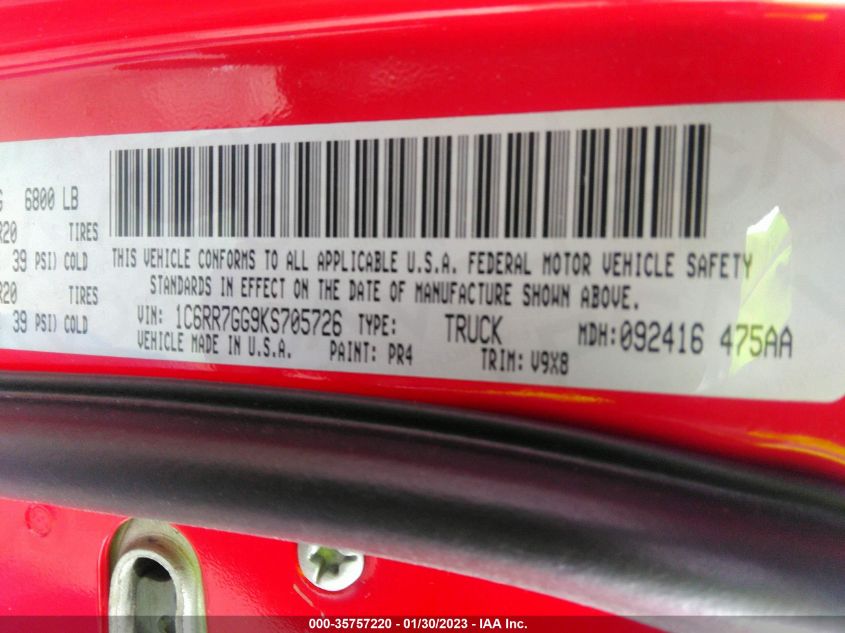 G 6800 LB
R20 TIRES
39 PSI) COLD
R20 TIRES
39 PSI) COLD
THIS VEHICLE CONFORMS TO ALL APPLICABLE U.S.A. FEDERAL MOTOR VEHICLE SAFETY
STANDARDS IN EFFECT ON THE DATE OF MANUFACTURE SHOWN ABOVE.
VIN: 1C6RR7GG9KS705726 TYPE: TRUCK MDH:092416 475AA
VEHICLE MADE IN U.S.A. PAINT: PR4 TRIM: V9X8
000-35757220 - 01/30/2023 - IAA Inc.